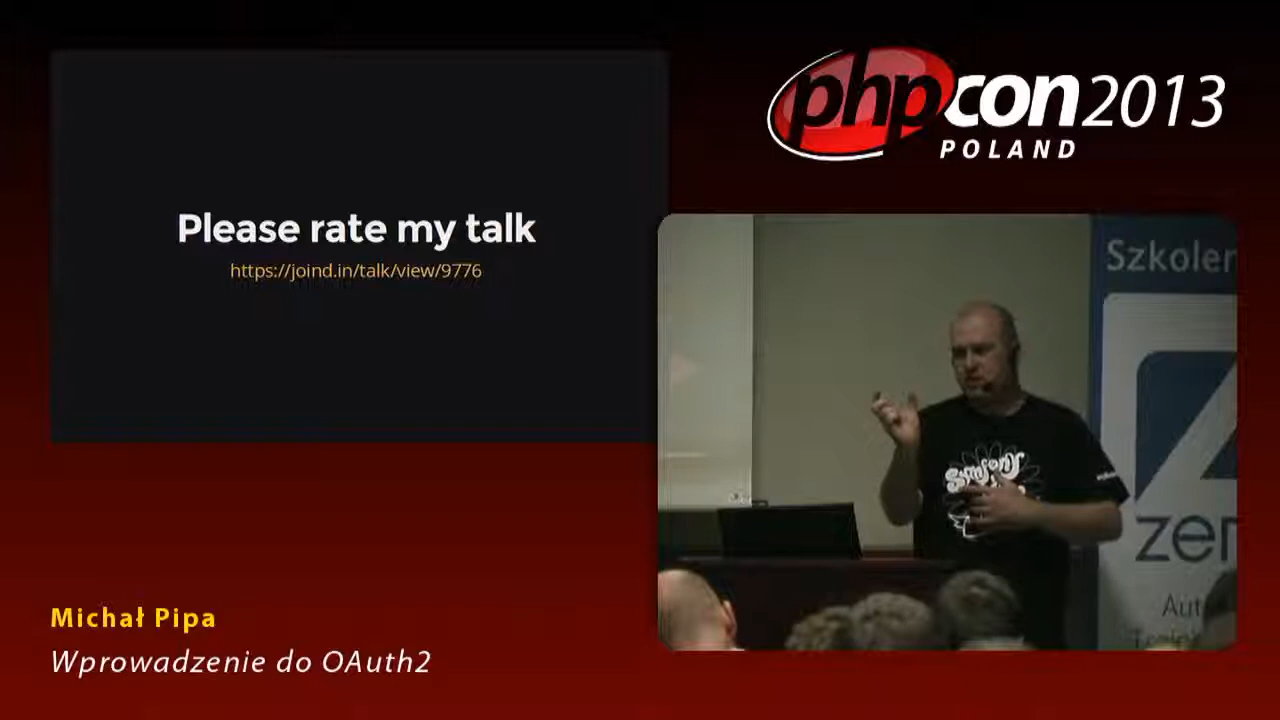 phpcon2013
POLAND
Please rate my talk
https://joind.in/talk/view/9776
Szkolen
zen
Aut
Michał Pipa
Wprowadzenie do OAuth2